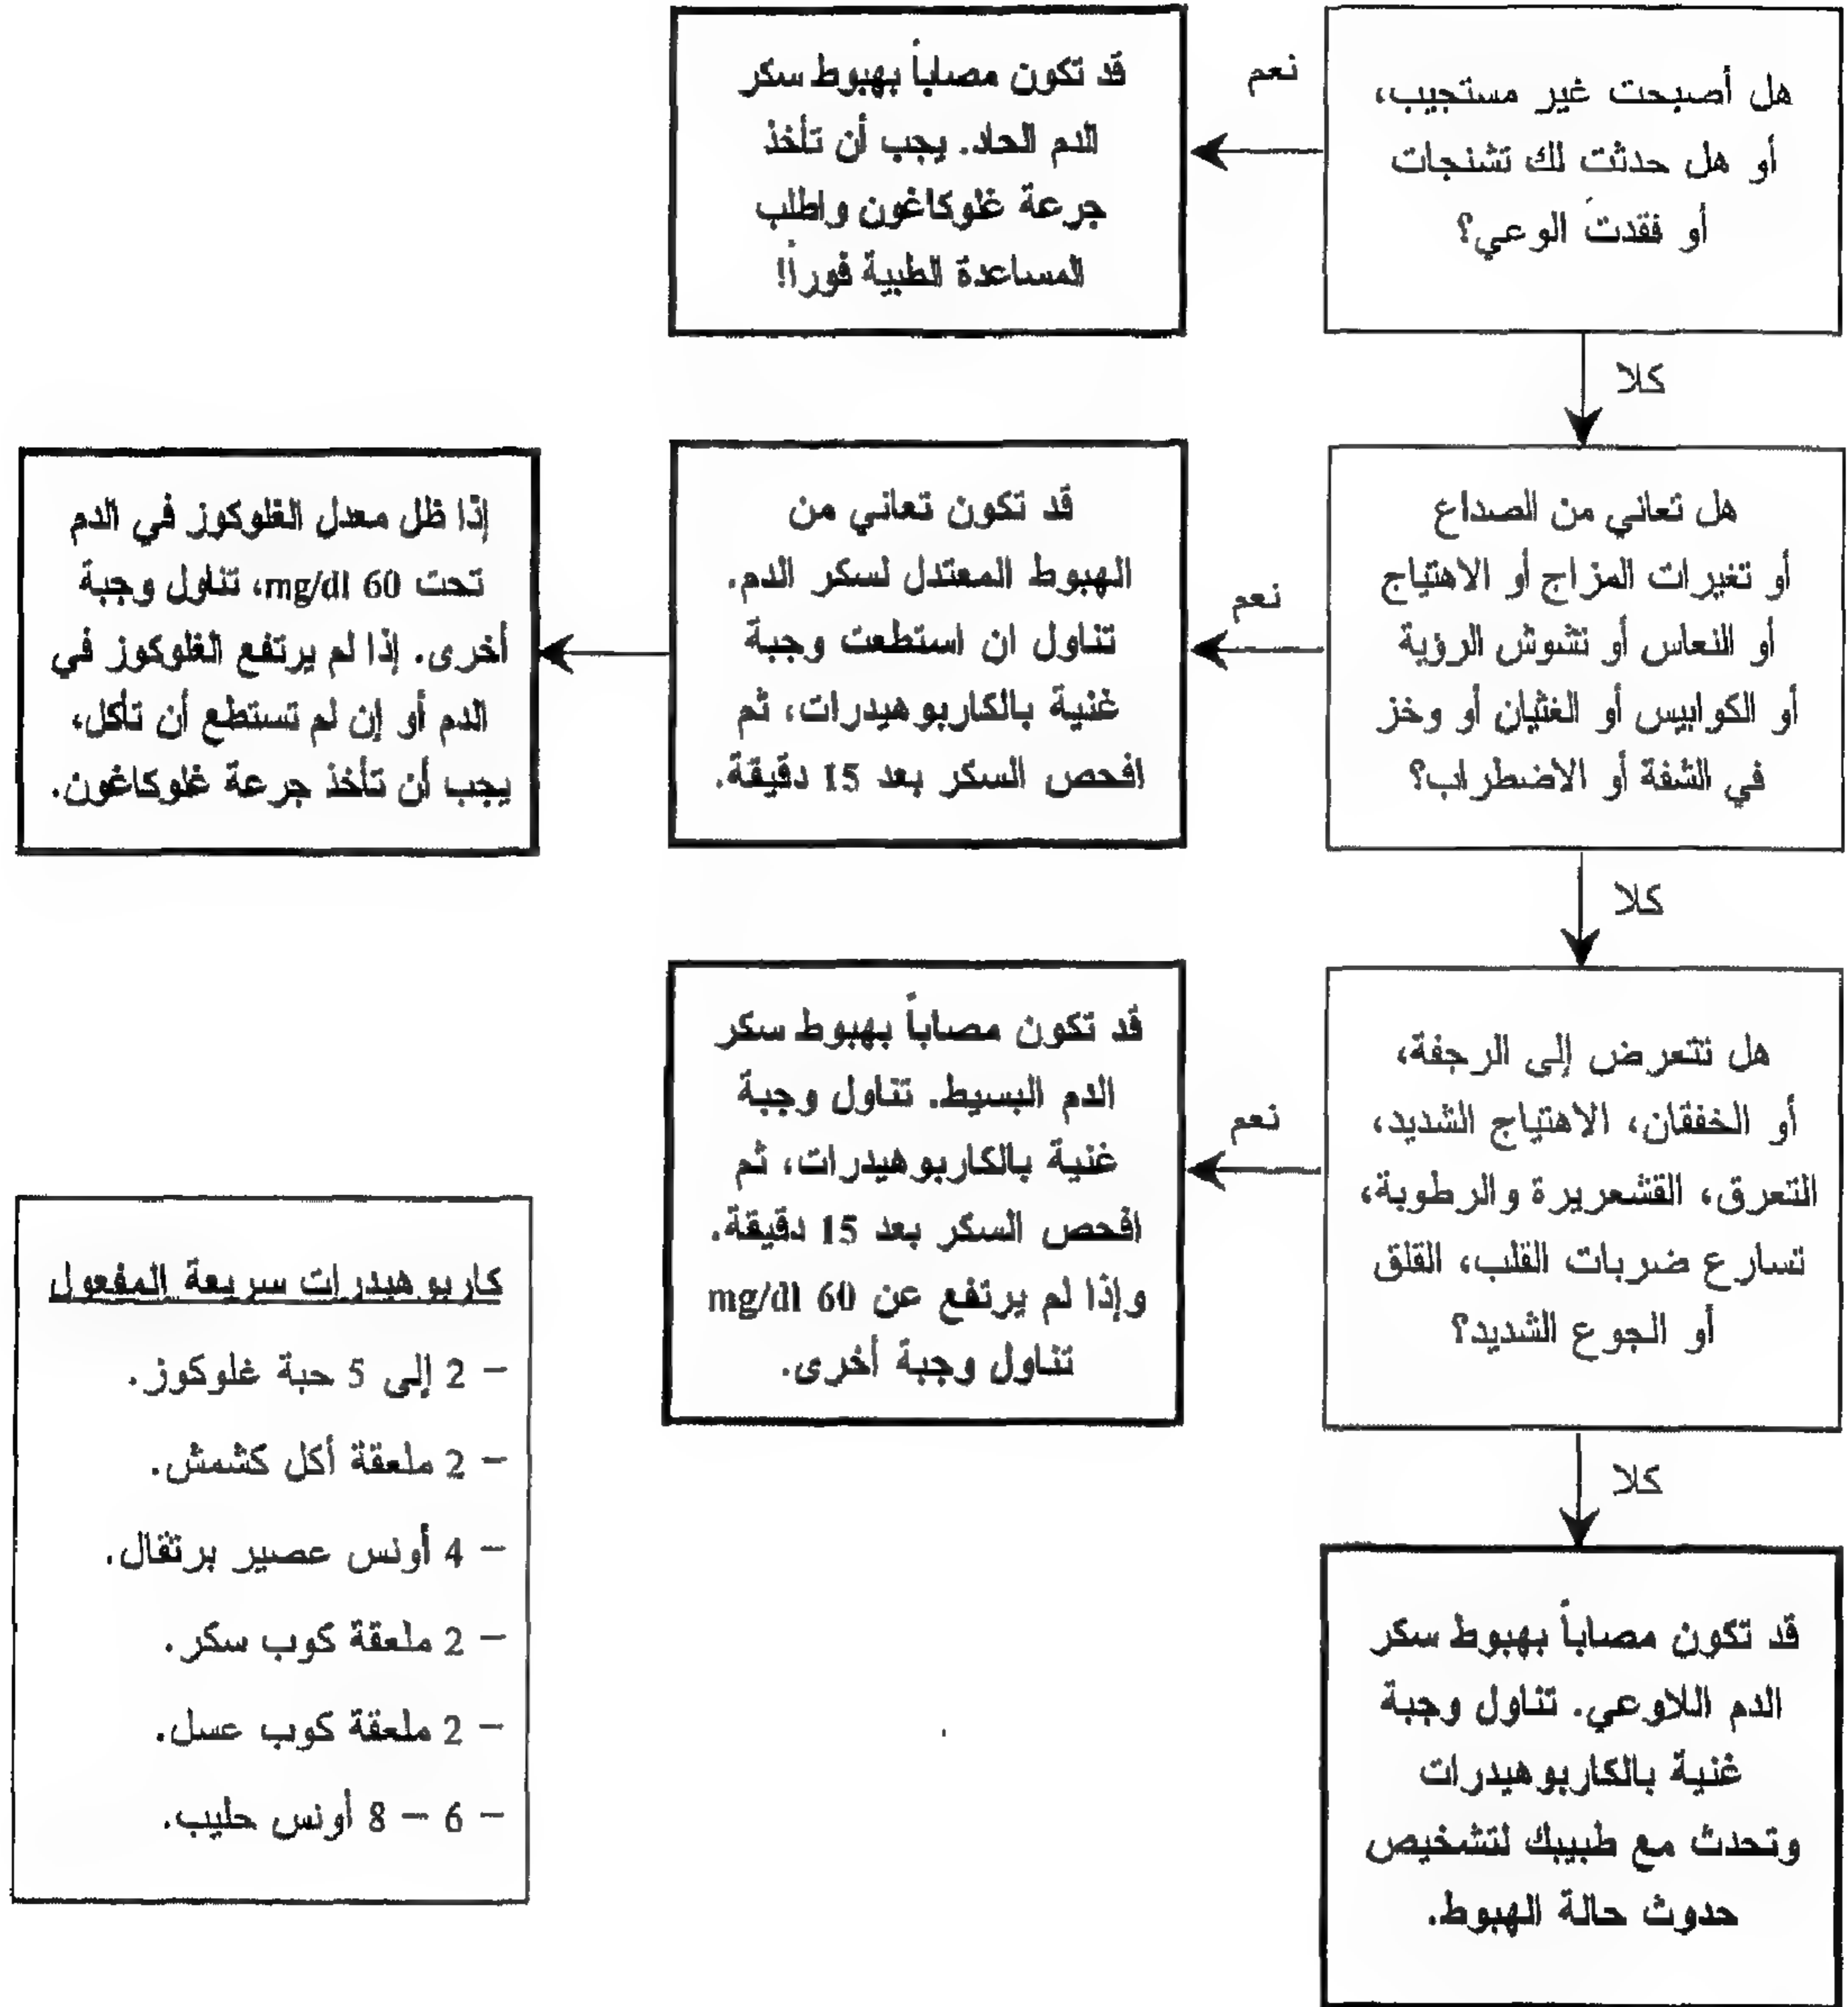 هل أصبحت غير مستجيب،
أو هل حدثت لك تشنجات
أو فقدتَ الوعي؟
نعم
قد تكون مصاباً بهبوط سكر
الدم الحاد. يجب أن تأخذ
جرعة غلوكاغون واطلب
المساعدة الطبية فوراً!
كلا
هل تعاني من الصداع
أو تغيرات المزاج أو الاهتياج
أو النعاس أو تشوش الرؤية
أو الكوابيس أو الغثيان أو وخز
في الشفة أو الاضطراب؟
نعم
قد تكون تعاني من
الهبوط المعتدل لسكر الدم.
تناول ان استطعت وجبة
غنية بالكاربوهيدرات، ثم
افحص السكر بعد 15 دقيقة.
إذا ظل معدل الغلوكوز في الدم
تحت 60 mg/dl، تناول وجبة
أخرى. إذا لم يرتفع الغلوكوز في
الدم أو إن لم تستطع أن تأكل،
يجب أن تأخذ جرعة غلوكاغون.
كلا
هل تتعرض إلى الرجفة،
أو الخفقان، الاهتياج الشديد،
التعرق، القشعريرة والرطوبة،
تسارع ضربات القلب، القلق
أو الجوع الشديد؟
نعم
قد تكون مصاباً بهبوط سكر
الدم البسيط. تناول وجبة
غنية بالكاربوهيدرات، ثم
افحص السكر بعد 15 دقيقة.
وإذا لم يرتفع عن 60 mg/dl
تناول وجبة أخرى.
كلا
قد تكون مصاباً بهبوط سكر
الدم اللاوعي. تناول وجبة
غنية بالكاربوهيدرات
وتحدث مع طبيبك لتشخيص
حدوث حالة الهبوط.
كاربوهيدرات سريعة المفعول
– 2 إلى 5 حبة غلوكوز.
– 2 ملعقة أكل كشمش.
– 4 أونس عصير برتقال.
– 2 ملعقة كوب سكر.
– 2 ملعقة كوب عسل.
– 6 – 8 أونس حليب.